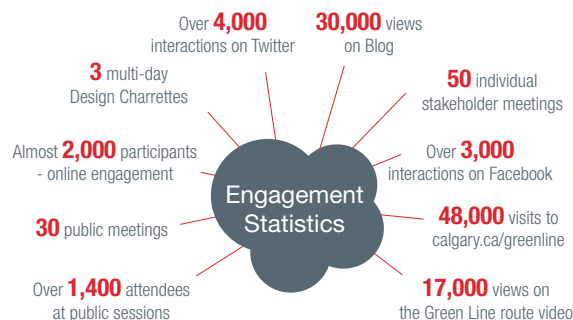 Over 4,000
interactions on Twitter
30,000 views
on Blog
3 multi-day
Design Charrettes
50 individual
stakeholder meetings
Almost 2,000 participants
- online engagement
Over 3,000
interactions on Facebook
Engagement
Statistics
30 public meetings
48,000 visits to
calgary.ca/greenline
Over 1,400 attendees
at public sessions
17,000 views on
the Green Line route video